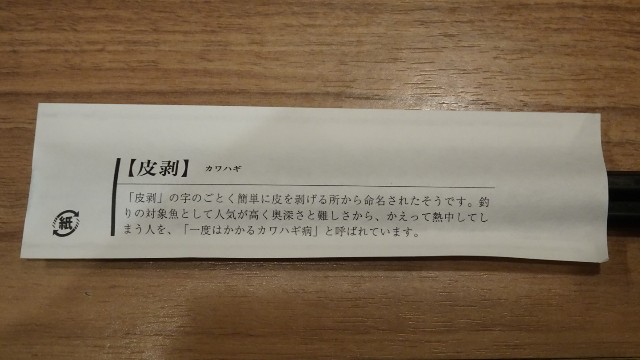 【皮剥】 カワハギ
「皮剥」の字のごとく簡単に皮を剥げる所から命名されたそうです。釣
りの対象魚として人気が高く奥深さと難しさから、かえって熱中してし
まう人を、「一度はかかるカワハギ病」と呼ばれています。
紙